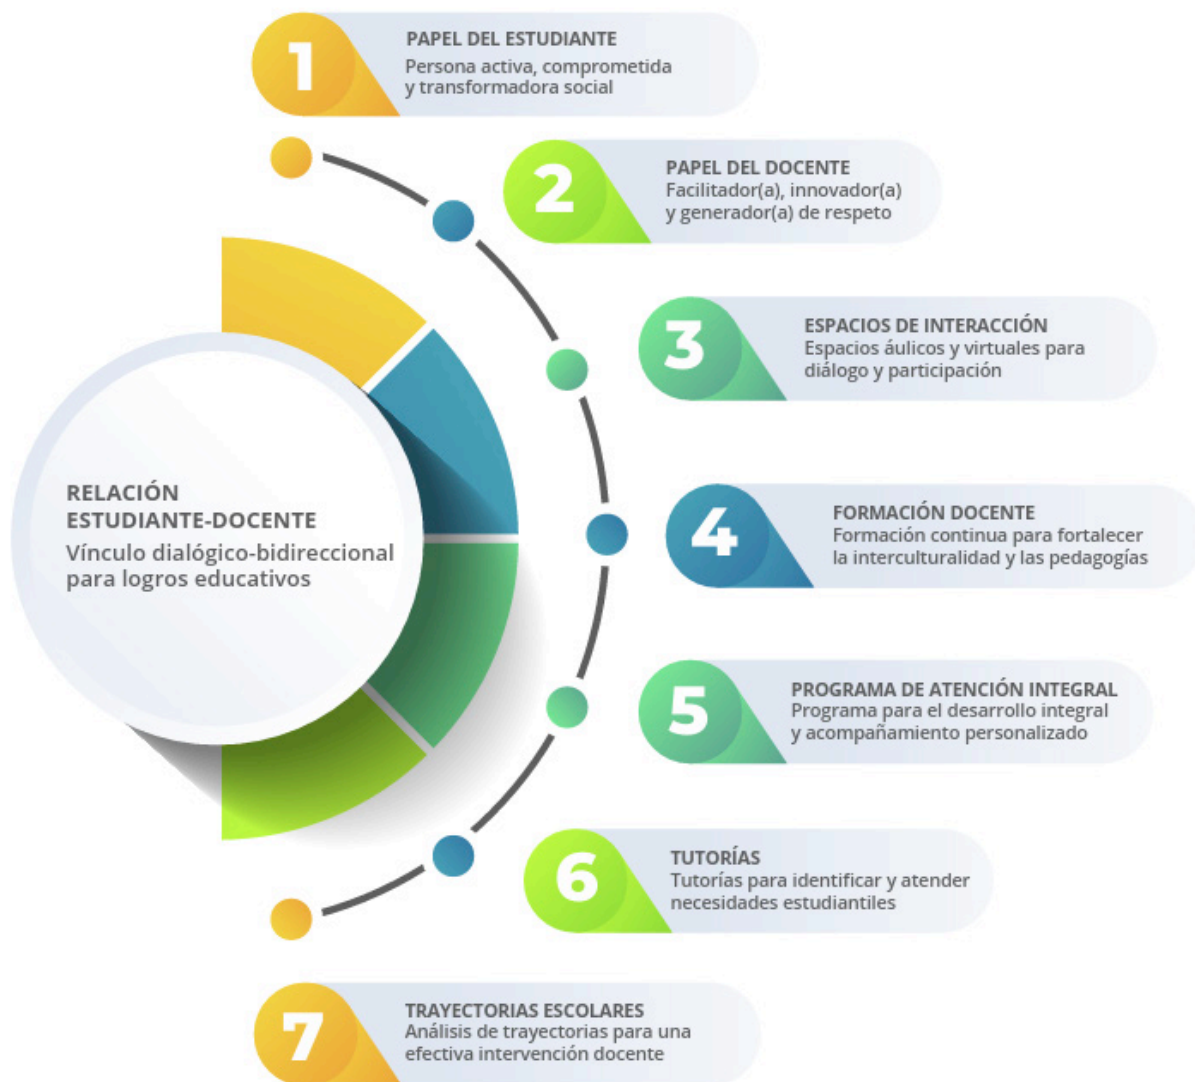 1
PAPEL DEL ESTUDIANTE
Persona activa, comprometida
y transformadora social
2
PAPEL DEL DOCENTE
Facilitador(a), innovador(a)
y generador(a) de respeto
3
ESPACIOS DE INTERACCIÓN
Espacios áulicos y virtuales para
diálogo y participación
RELACIÓN
ESTUDIANTE-DOCENTE
Vínculo dialógico-bidireccional
para logros educativos
4
FORMACIÓN DOCENTE
Formación continua para fortalecer
la interculturalidad y las pedagogías
5
PROGRAMA DE ATENCIÓN INTEGRAL
Programa para el desarrollo integral
y acompañamiento personalizado
6
TUTORÍAS
Tutorías para identificar y atender
necesidades estudiantiles
7
TRAYECTORIAS ESCOLARES
Análisis de trayectorias para una
efectiva intervención docente